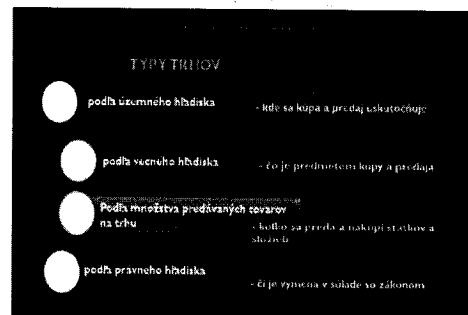 TYPY TRHOV
podľa územného hľadiska
- kde sa kúpa a predaj uskutočňuje
podľa vecného hľadiska
- čo je predmetom kúpy a predaja
Podľa množstva predávaných tovarov
na trhu
- koľko sa predá a nakúpi statkov a
služieb
podľa právneho hľadiska
- či je výmena v súlade so zákonom